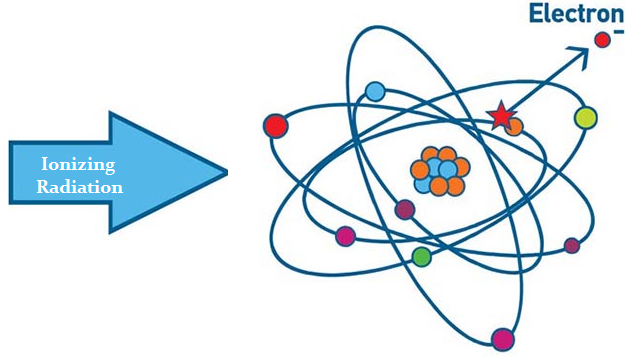 Electron
–
Ionizing
Radiation